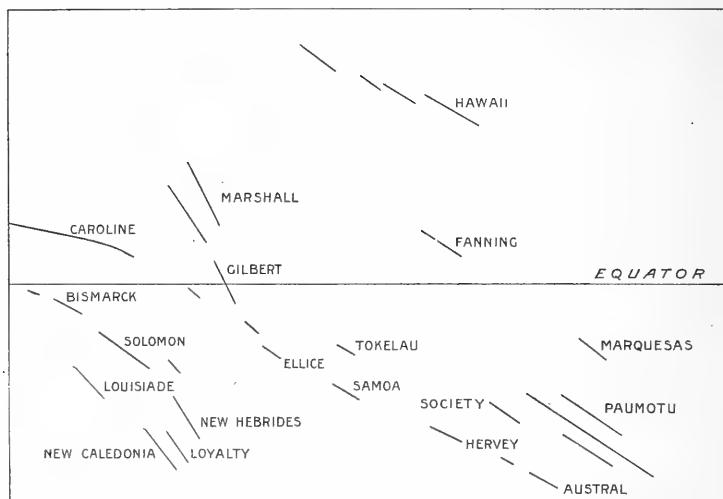 HAWAII
MARSHALL
CAROLINE
FANNING
GILBERT
EQUATOR
BISMARCK
SOLOMON
TOKELAU
MARQUESAS
ELLICE
LOUISIADE
SAMOA
SOCIETY
PAUMOTU
NEW HEBRIDES
HERVEY
NEW CALEDONIA
LOYALTY
AUSTRAL